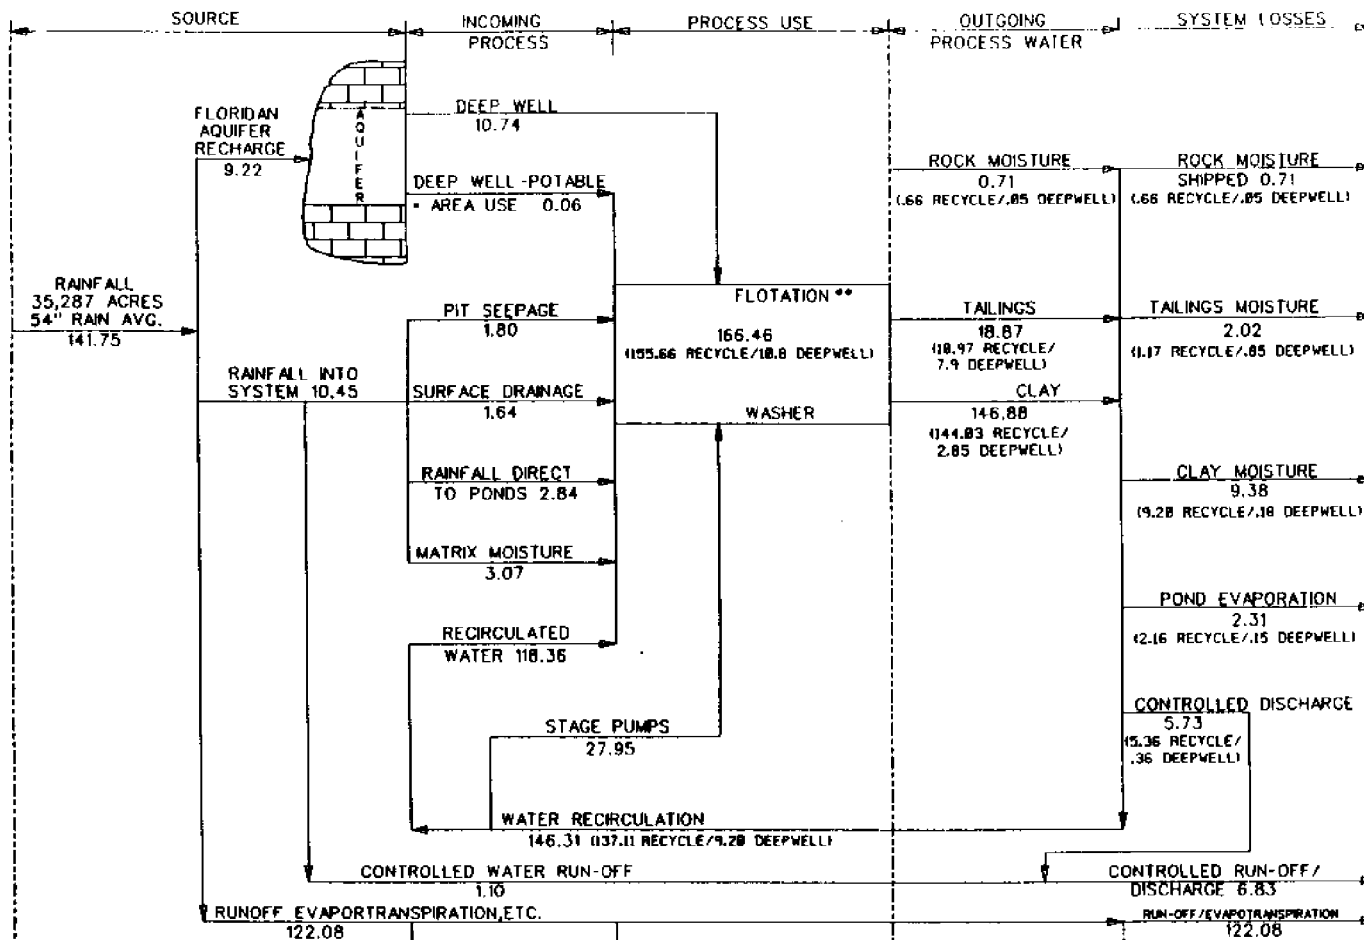 SOURCE
INCOMING
PROCESS
PROCESS USE
OUTGOING
PROCESS WATER
SYSTEM LOSSES
FLORIDAN
AQUIFER
RECHARGE
9.22
AQUIFER
DEEP WELL
10.74
DEEP WELL-POTABLE
* AREA USE 0.06
ROCK MOISTURE
0.71
(.66 RECYCLE/.05 DEEPWELL)
ROCK MOISTURE
SHIPPED 0.71
(.66 RECYCLE/.05 DEEPWELL)
RAINFALL
35,287 ACRES
54" RAIN AVG.
141.75
PIT SEEPAGE
1.80
FLOTATION **
166.46
(155.66 RECYCLE/10.8 DEEPWELL)
WASHER
TAILINGS
18.87
(10.97 RECYCLE/
7.9 DEEPWELL)
TAILINGS MOISTURE
2.02
(1.17 RECYCLE/.85 DEEPWELL)
RAINFALL INTO
SYSTEM 10.45
SURFACE DRAINAGE
1.64
CLAY
146.88
(144.03 RECYCLE/
2.85 DEEPWELL)
RAINFALL DIRECT
TO PONDS 2.84
CLAY MOISTURE
9.38
(9.20 RECYCLE/.18 DEEPWELL)
MATRIX MOISTURE
3.07
POND EVAPORATION
2.31
(2.16 RECYCLE/.15 DEEPWELL)
RECIRCULATED
WATER 118.36
STAGE PUMPS
27.95
CONTROLLED DISCHARGE
5.73
(5.36 RECYCLE/
.36 DEEPWELL)
WATER RECIRCULATION
146.31 (137.11 RECYCLE/9.20 DEEPWELL)
CONTROLLED WATER RUN-OFF
1.10
CONTROLLED RUN-OFF/
DISCHARGE 6.83
RUNOFF EVAPORTRANSPIRATION,ETC.
122.08
RUN-OFF/EVAPOTRANSPIRATION
122.08